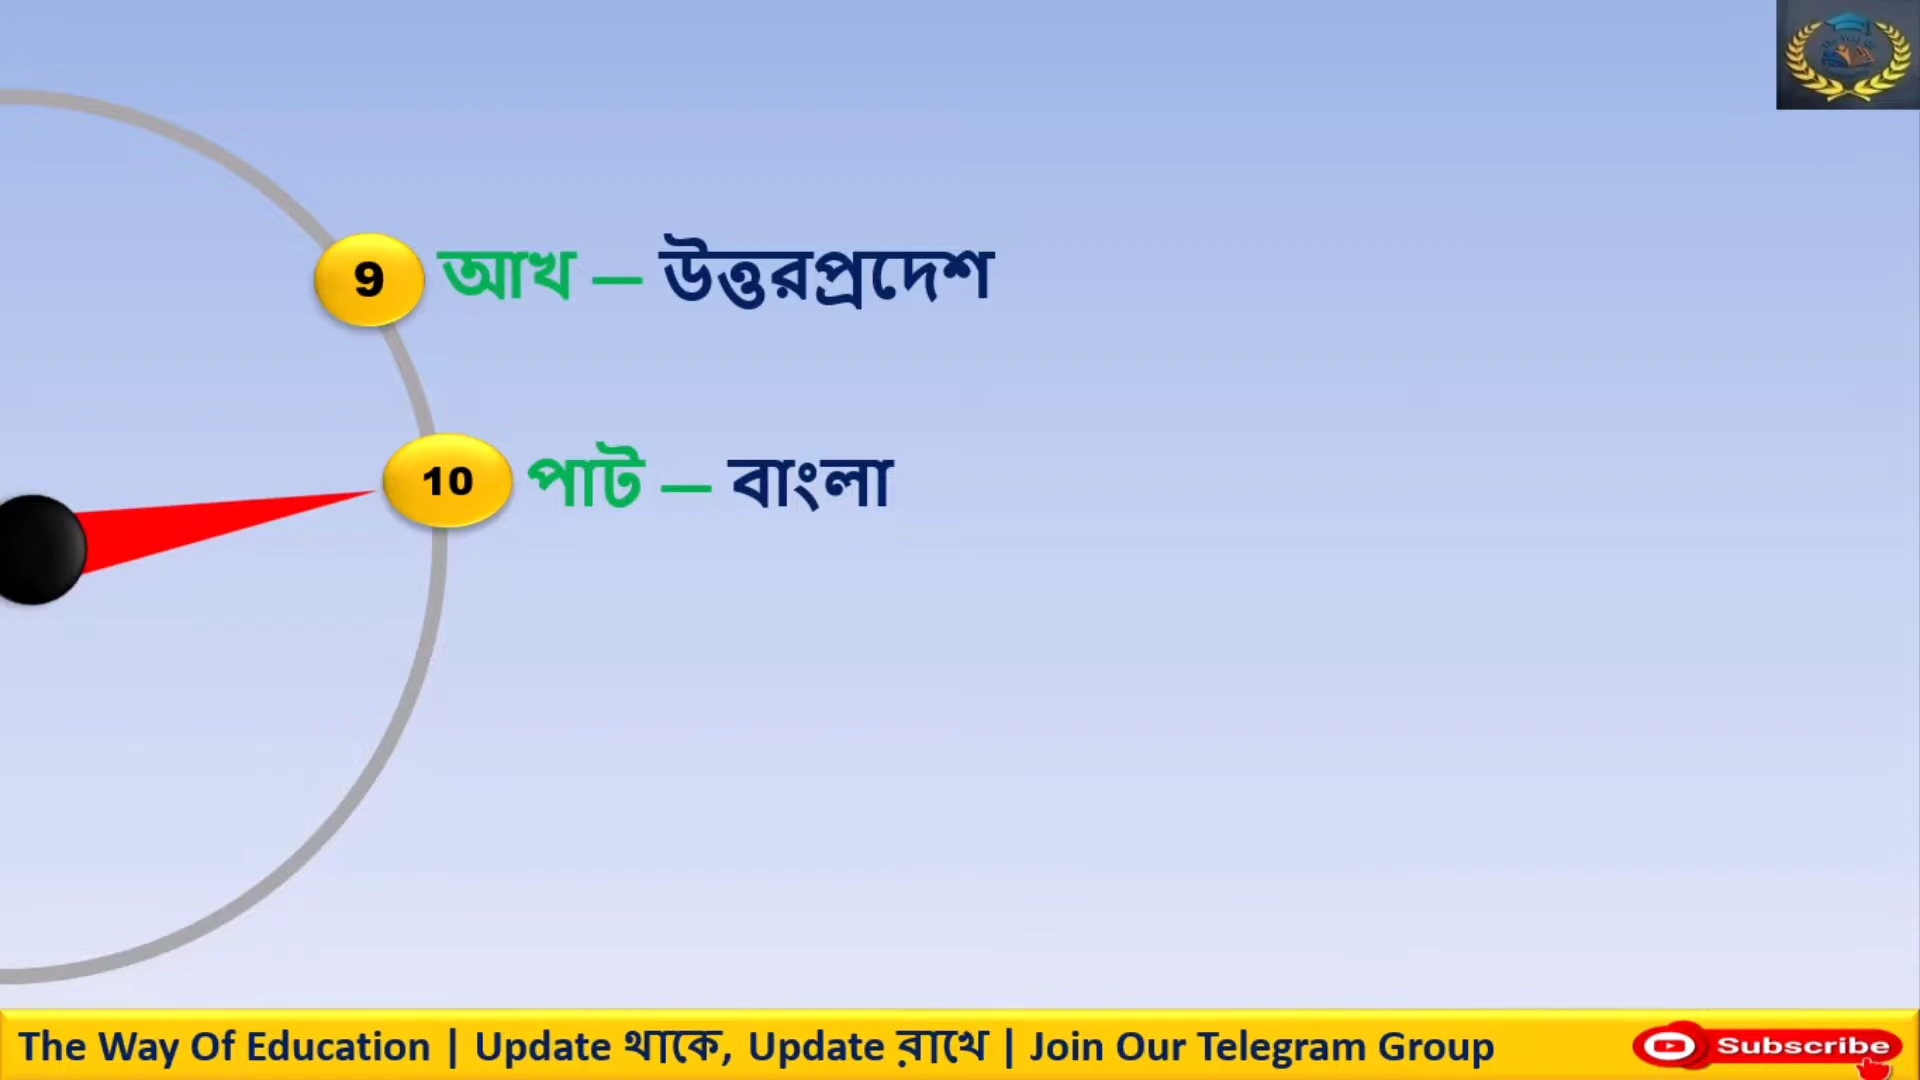 9 আখ – উত্তরপ্রদেশ
10 পাট – বাংলা
The Way Of Education | Update থাকে, Update রাখে | Join Our Telegram Group
Subscribe